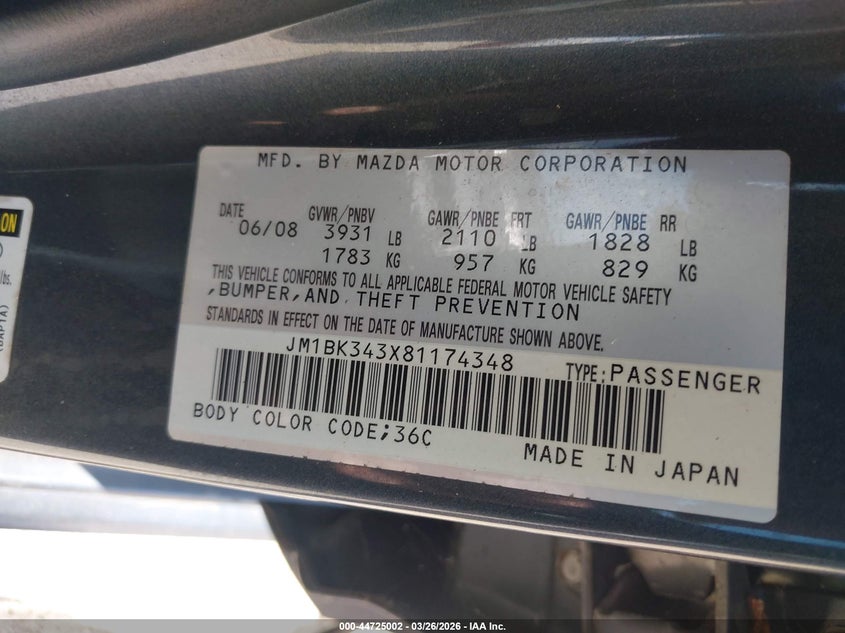 MFD. BY MAZDA MOTOR CORPORATION
DATE GVWR/PNBV GAWR/PNBE FRT GAWR/PNBE RR
06/08 3931 LB 2110 LB 1828 LB
1783 KG 957 KG 829 KG
THIS VEHICLE CONFORMS TO ALL APPLICABLE FEDERAL MOTOR VEHICLE SAFETY
,BUMPER,AND THEFT PREVENTION
STANDARDS IN EFFECT ON THE DATE OF MANUFACTURE SHOWN ABOVE.
JM1BK343X81174348 TYPE:PASSENGER
BODY COLOR CODE;36C
MADE IN JAPAN
ON
lbs.
(BAP1A)
000-44725002 - 03/26/2026 - IAA Inc.